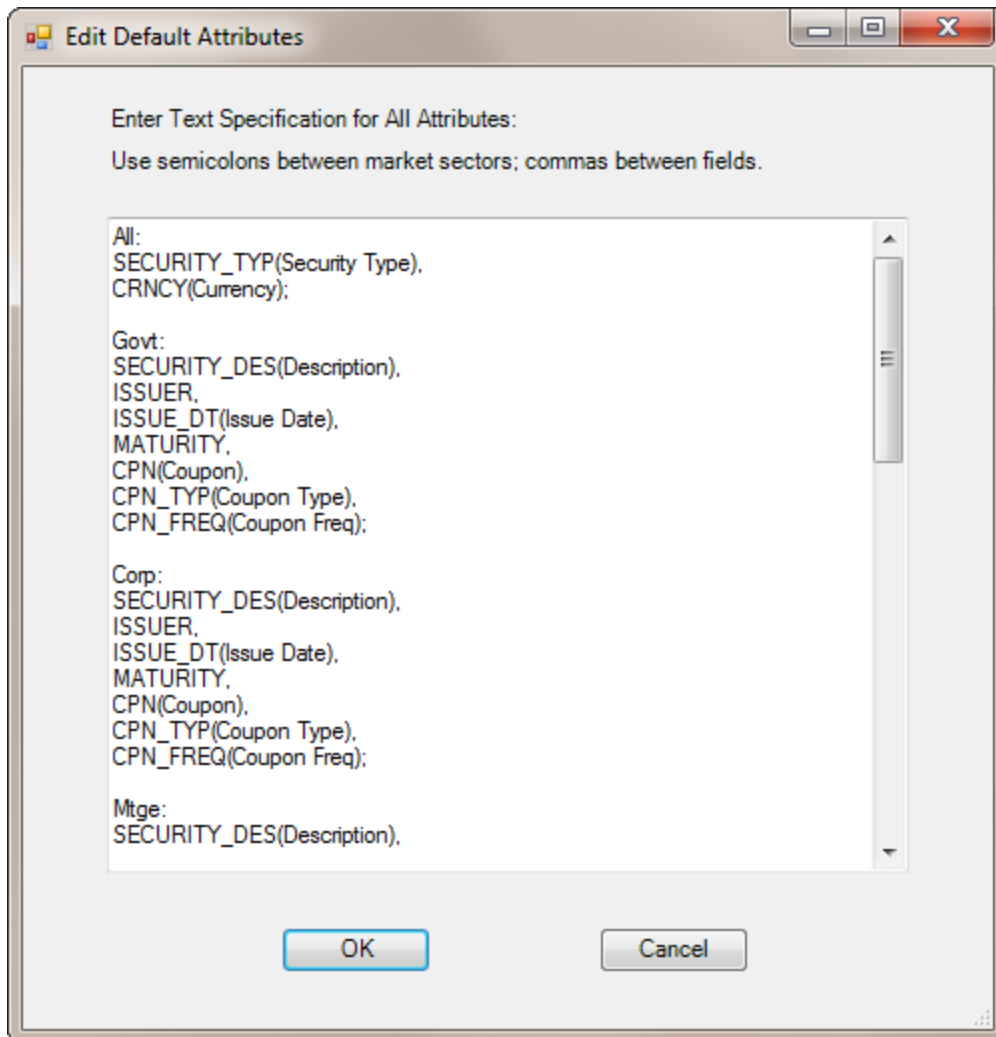 Edit Default Attributes
Enter Text Specification for All Attributes:
Use semicolons between market sectors; commas between fields.
All:
SECURITY_TYP(Security Type),
CRNCY(Currency);
Govt:
SECURITY_DES(Description),
ISSUER,
ISSUE_DT(Issue Date),
MATURITY,
CPN(Coupon),
CPN_TYP(Coupon Type),
CPN_FREQ(Coupon Freq);
Corp:
SECURITY_DES(Description),
ISSUER,
ISSUE_DT(Issue Date),
MATURITY,
CPN(Coupon),
CPN_TYP(Coupon Type),
CPN_FREQ(Coupon Freq);
Mtge:
SECURITY_DES(Description),
OK
Cancel